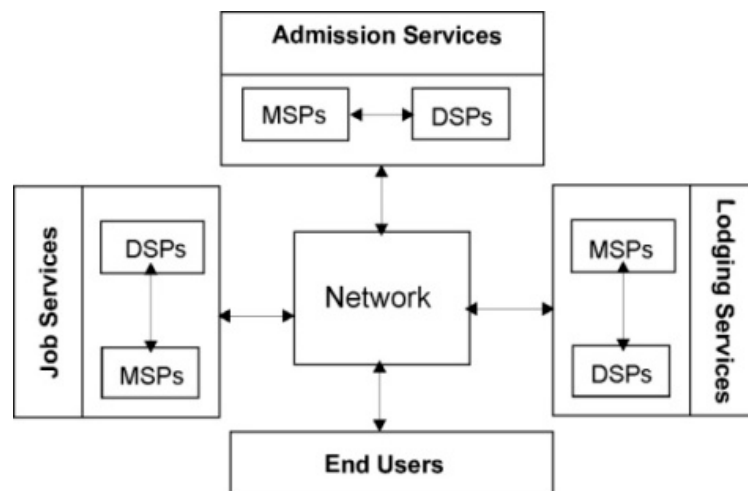 Admission Services
MSPs
DSPs
Job Services
DSPs
MSPs
Network
MSPs
DSPs
Lodging Services
End Users